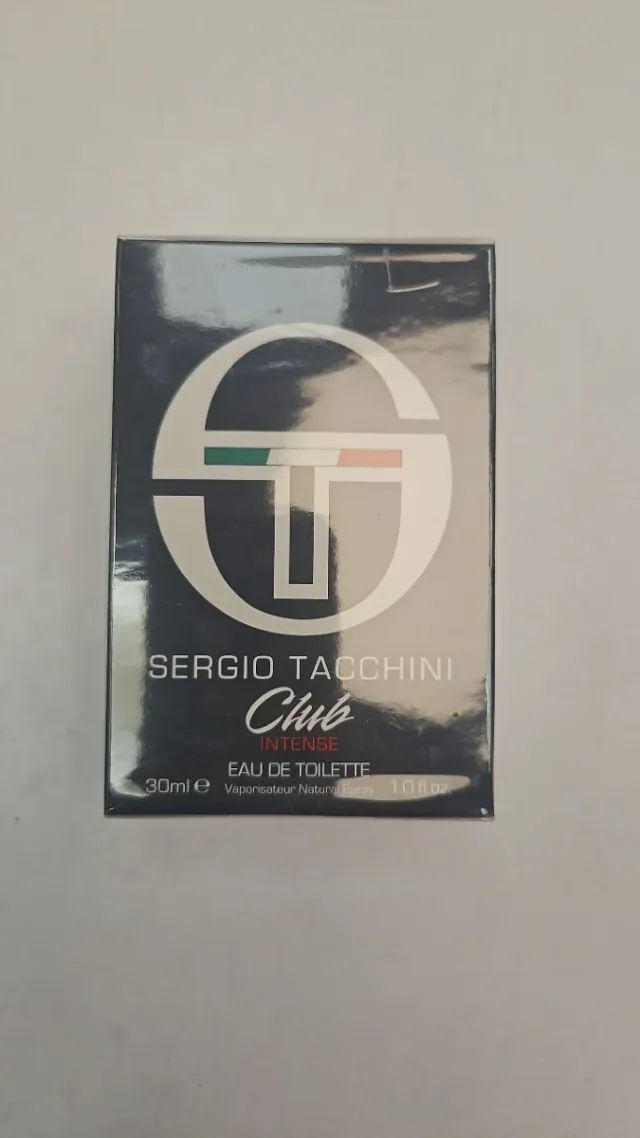 SERGIO TACCHINI
Club
INTENSE
EAU DE TOILETTE
30ml ℮ Vaporisateur Natural Spray 1.0 fl.oz.